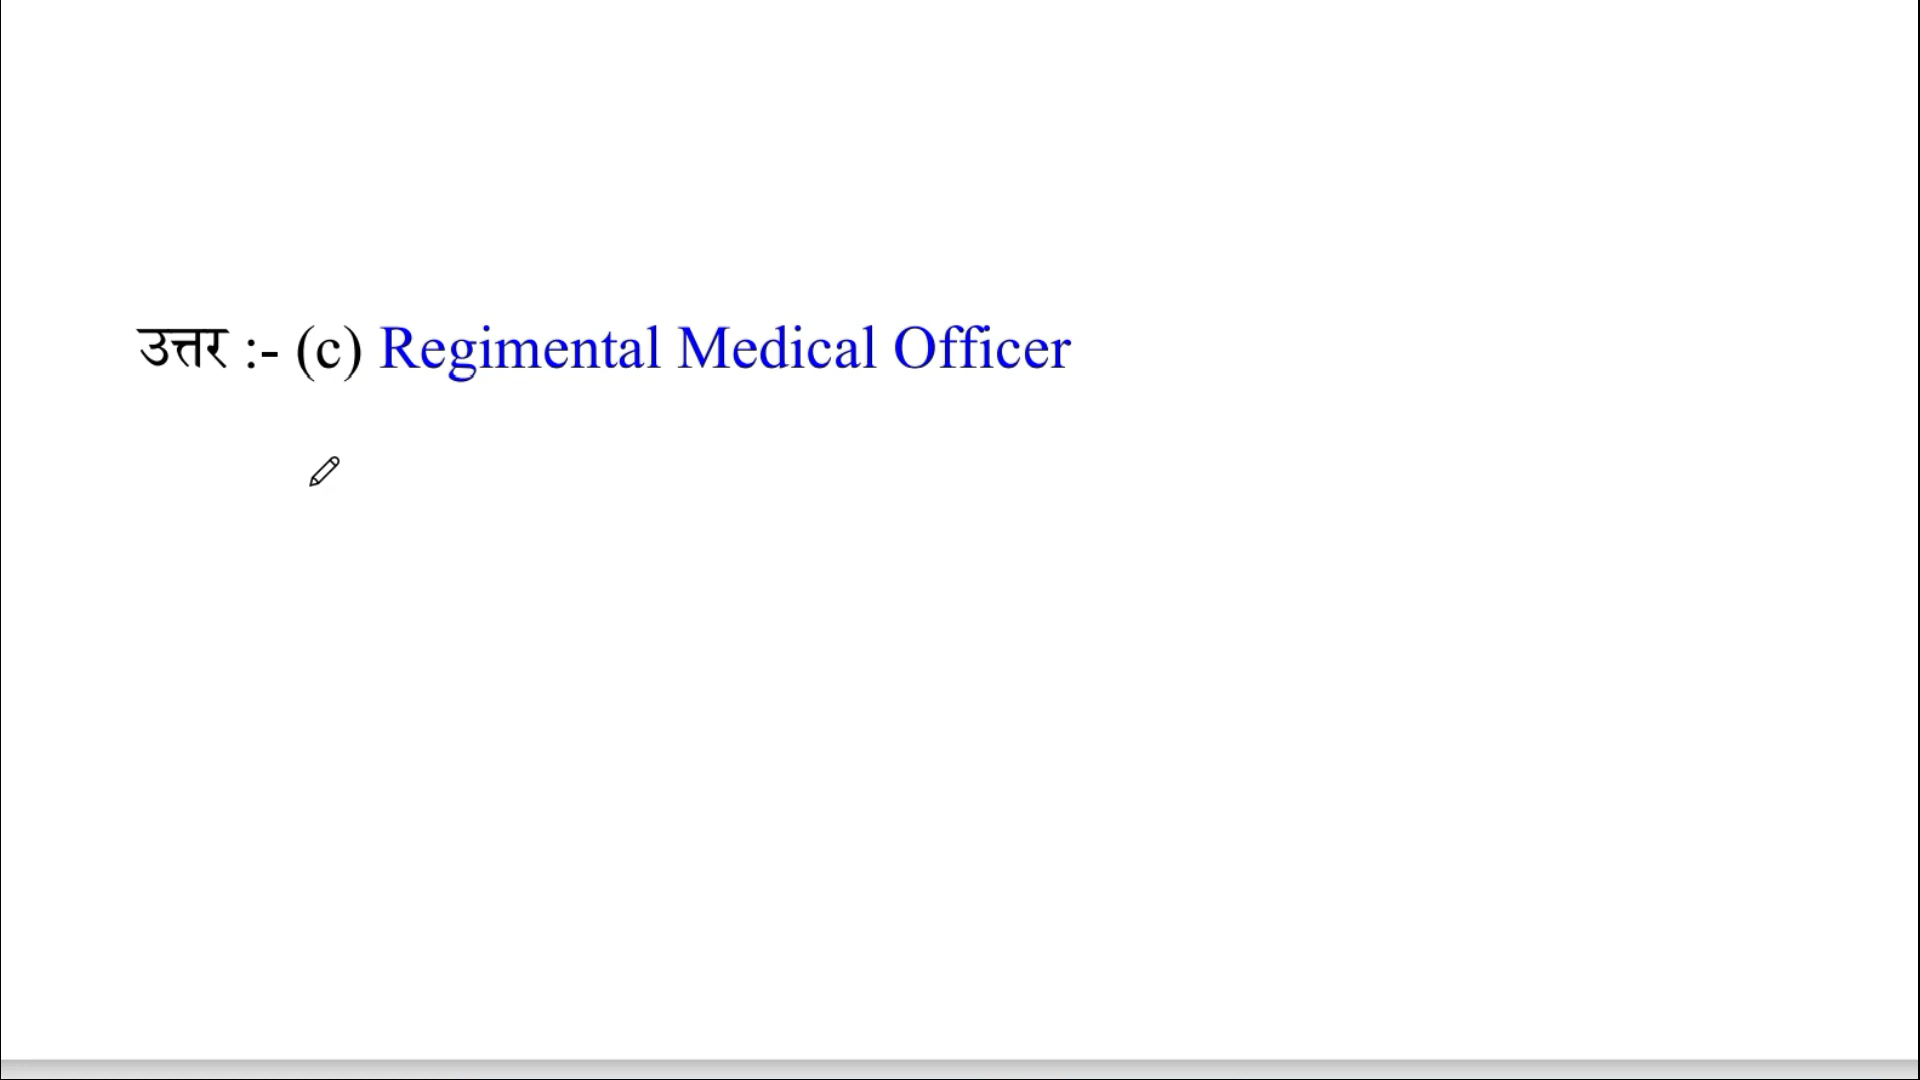 उत्तर :- (c) Regimental Medical Officer